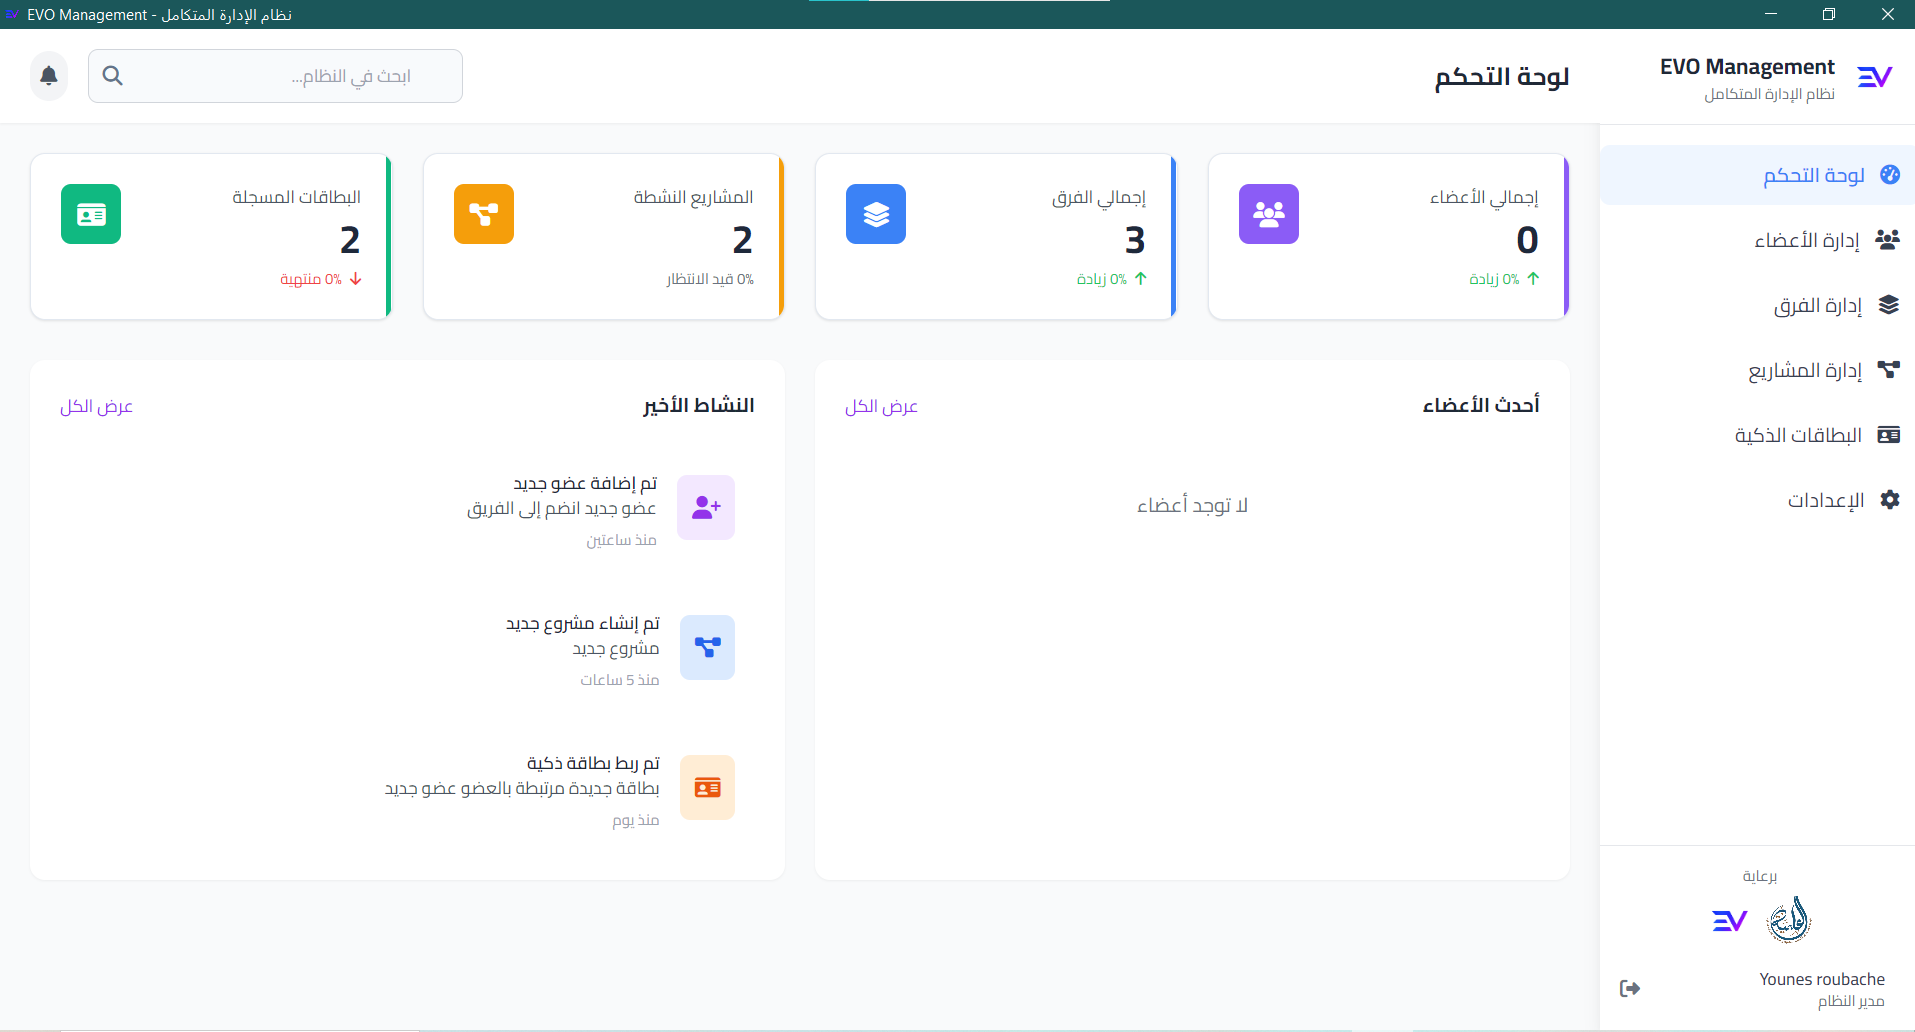 EVO Management - نظام الإدارة المتكامل
EVO Management
نظام الإدارة المتكامل
لوحة التحكم
ابحث في النظام...
لوحة التحكم
إدارة الأعضاء
إدارة الفرق
إدارة المشاريع
البطاقات الذكية
الإعدادات
إجمالي الأعضاء
0
0% زيادة
إجمالي الفرق
3
0% زيادة
المشاريع النشطة
2
0% قيد الانتظار
البطاقات المسجلة
2
0% منتهية
أحدث الأعضاء
عرض الكل
لا توجد أعضاء
النشاط الأخير
عرض الكل
تم إضافة عضو جديد
عضو جديد انضم إلى الفريق
منذ ساعتين
تم إنشاء مشروع جديد
مشروع جديد
منذ 5 ساعات
تم ربط بطاقة ذكية
بطاقة جديدة مرتبطة بالعضو عضو جديد
منذ يوم
برعاية
EV
Younes roubache
مدير النظام